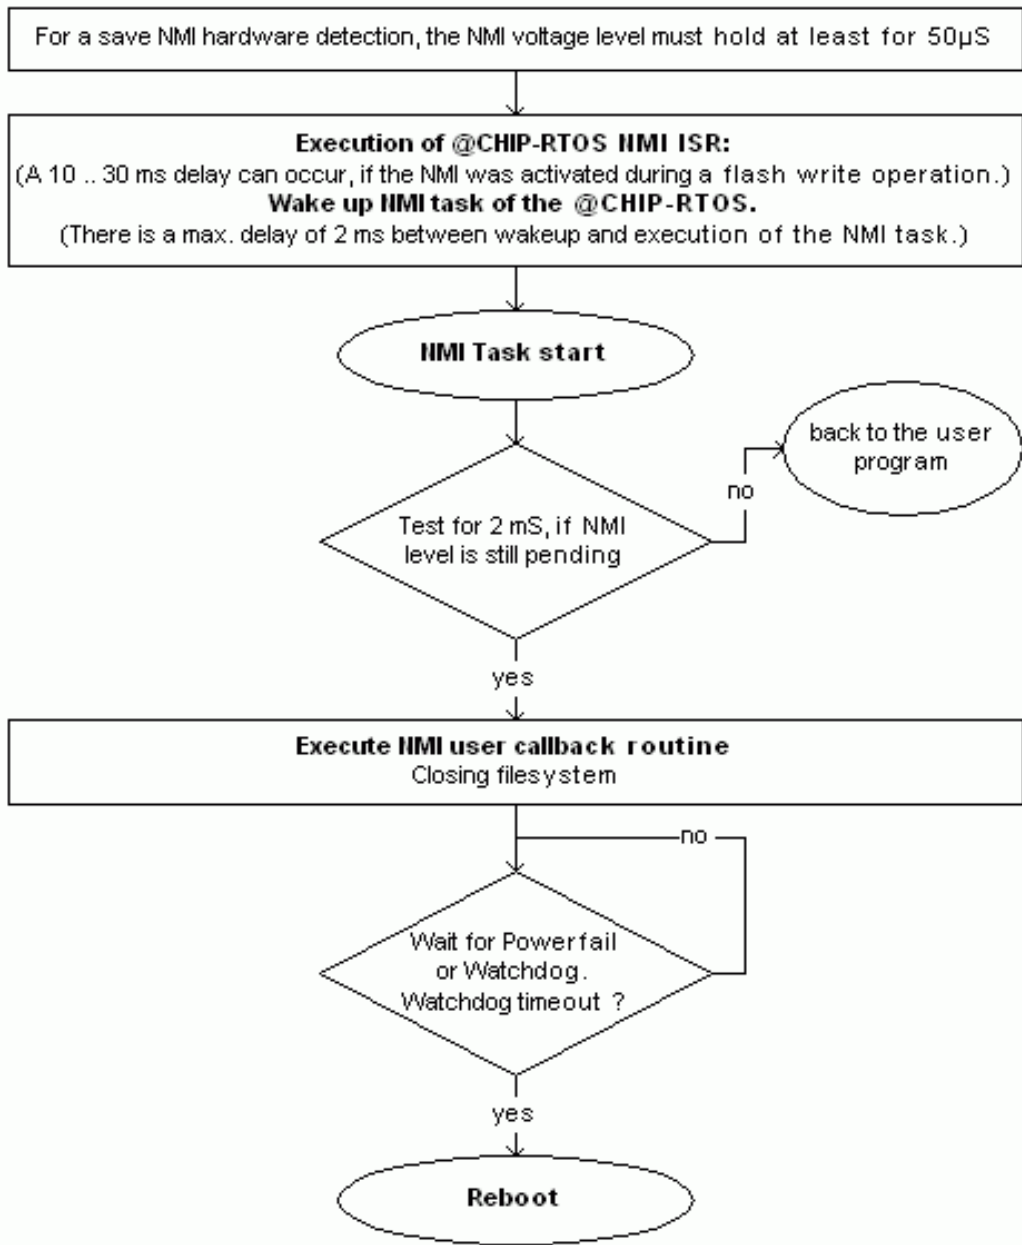 For a save NMI hardware detection, the NMI voltage level must hold at least for 50µS
Execution of @CHIP-RTOS NMI ISR:
(A 10 .. 30 ms delay can occur, if the NMI was activated during a flash write operation.)
Wake up NMI task of the @CHIP-RTOS.
(There is a max. delay of 2 ms between wakeup and execution of the NMI task.)
NMI Task start
back to the user
program
no
Test for 2 mS, if NMI
level is still pending
yes
Execute NMI user callback routine
Closing filesystem
no
Wait for Power fail
or Watchdog.
Watchdog timeout ?
yes
Reboot